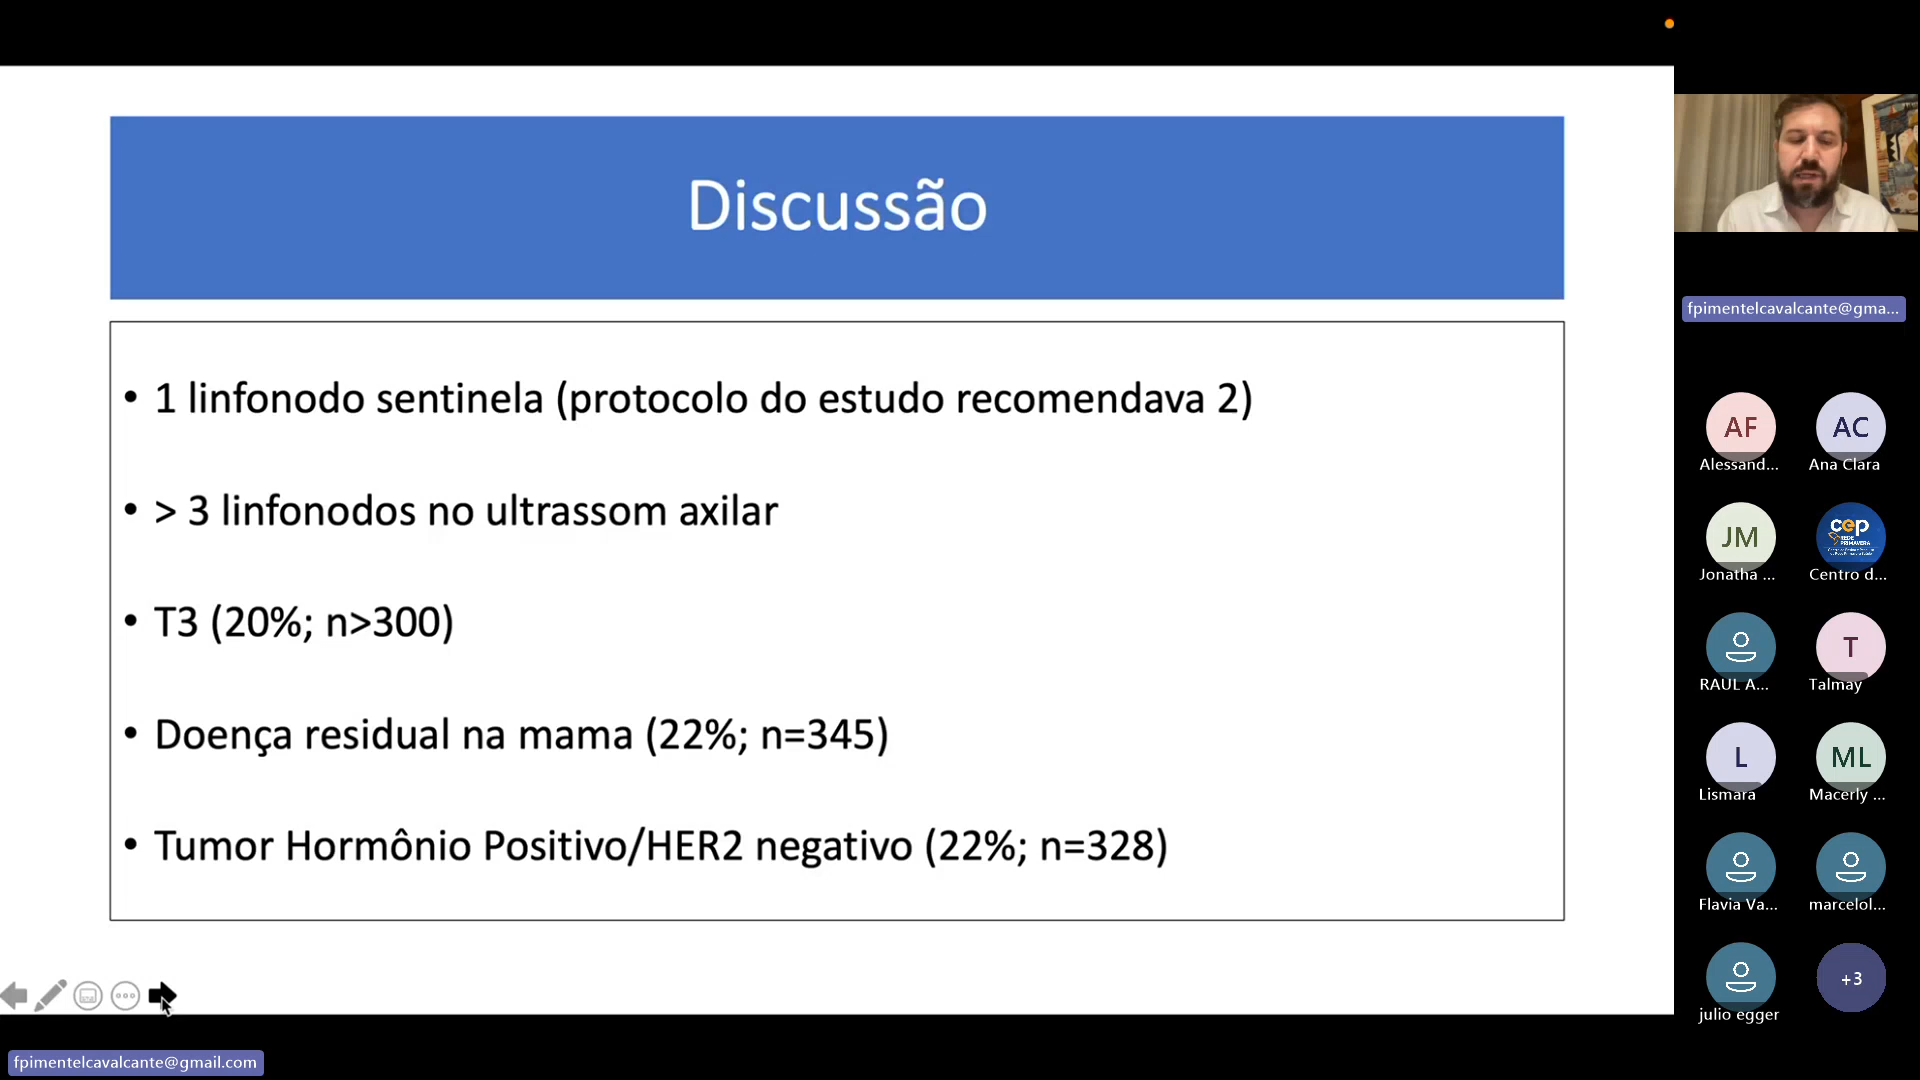 Discussão
• 1 linfonodo sentinela (protocolo do estudo recomendava 2)
• > 3 linfonodos no ultrassom axilar
• T3 (20%; n>300)
• Doença residual na mama (22%; n=345)
• Tumor Hormônio Positivo/HER2 negativo (22%; n=328)
fpimentelcavalcante@gmail.com
fpimentelcavalcante@gma...
AF
Alessand...
AC
Ana Clara
JM
Jonatha ...
cep
REDE
PRIMAVERA
Centro d...
RAUL A...
T
Talmay
L
Lismara
ML
Macerly ...
Flavia Va...
marcelol...
julio egger
+3